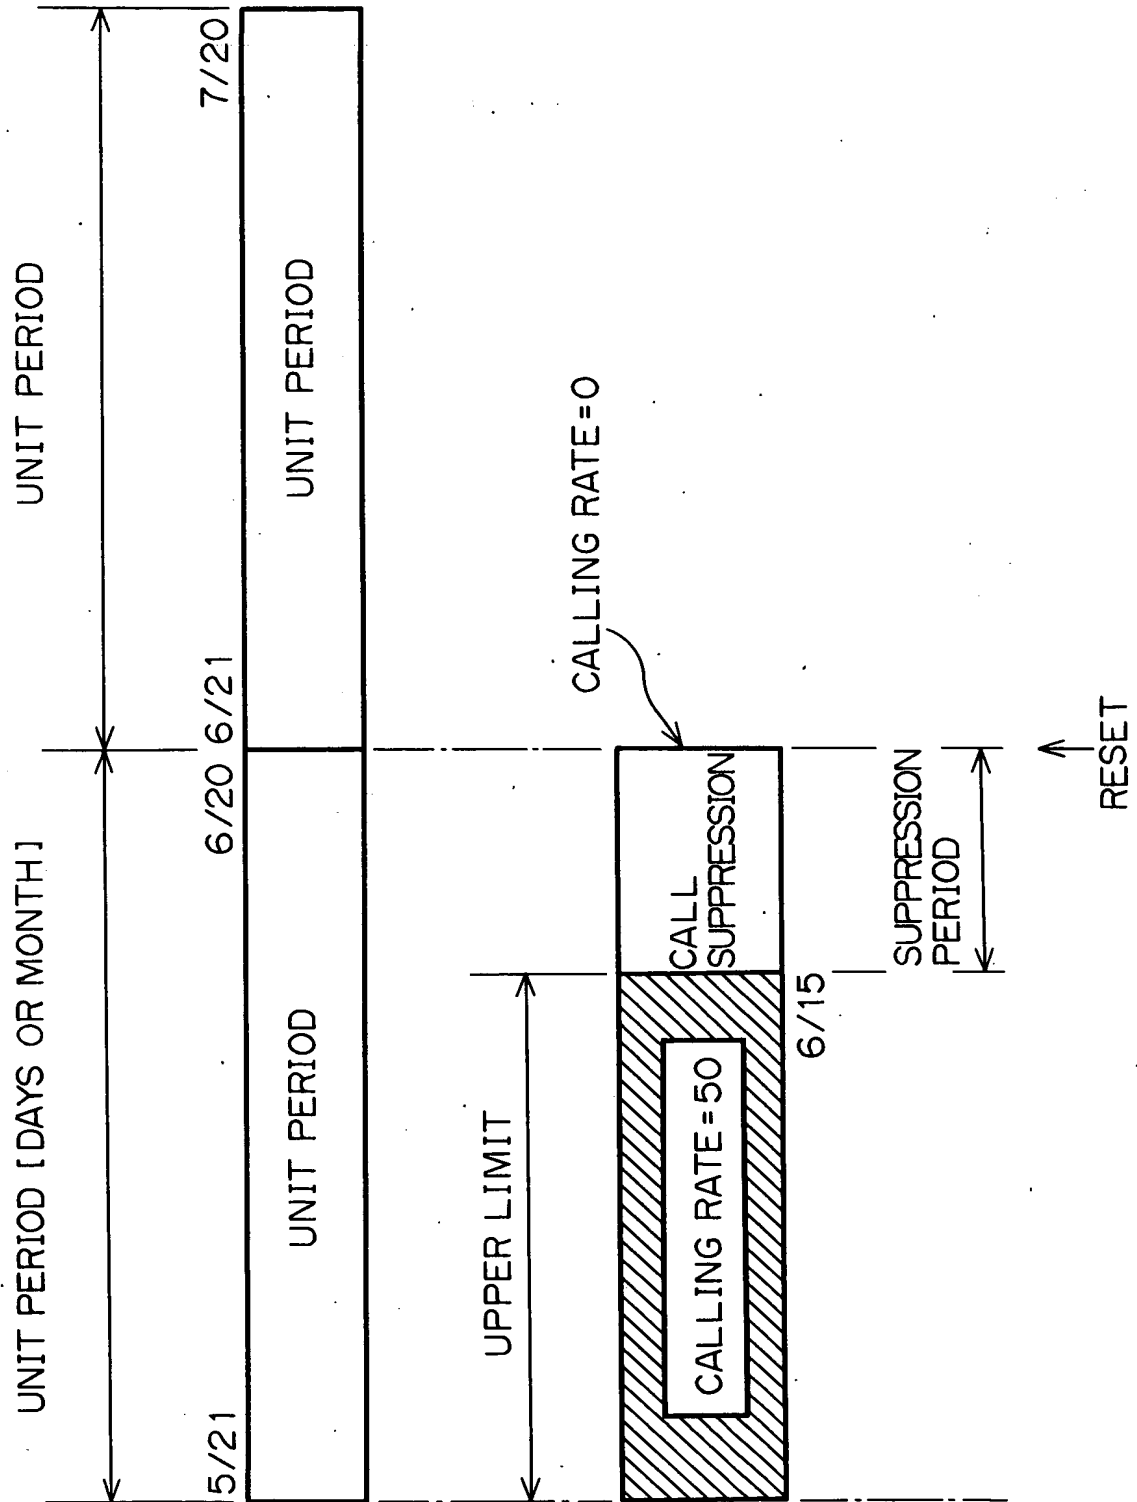 UNIT PERIOD [DAYS OR MONTH]
UNIT PERIOD
5/21
6/20
6/21
7/20
UNIT PERIOD
UNIT PERIOD
UPPER LIMIT
CALLING RATE=0
CALLING RATE=50
CALL
SUPPRESSION
6/15
SUPPRESSION
PERIOD
RESET